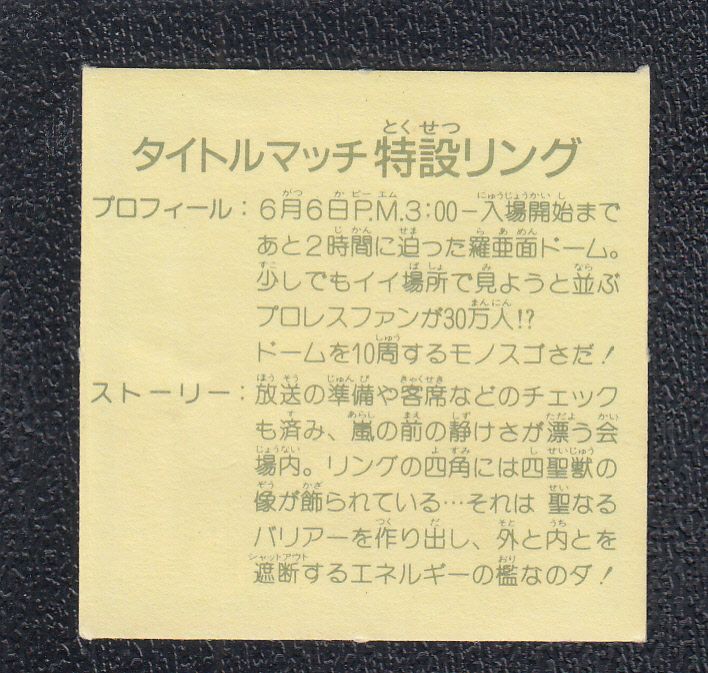 タイトルマッチ特設リング
プロフィール：6月6日P.M.3:00－入場開始まで
あと2時間に迫った羅亜面ドーム。
少しでもイイ場所で見ようと並ぶ
プロレスファンが30万人!?
ドームを10周するモノスゴさだ！
ストーリー：放送の準備や客席などのチェック
も済み、嵐の前の静けさが漂う会
場内。リングの四角には四聖獣の
像が飾られている…それは 聖なる
バリアーを作り出し、外と内とを
遮断するエネルギーの檻なのダ！